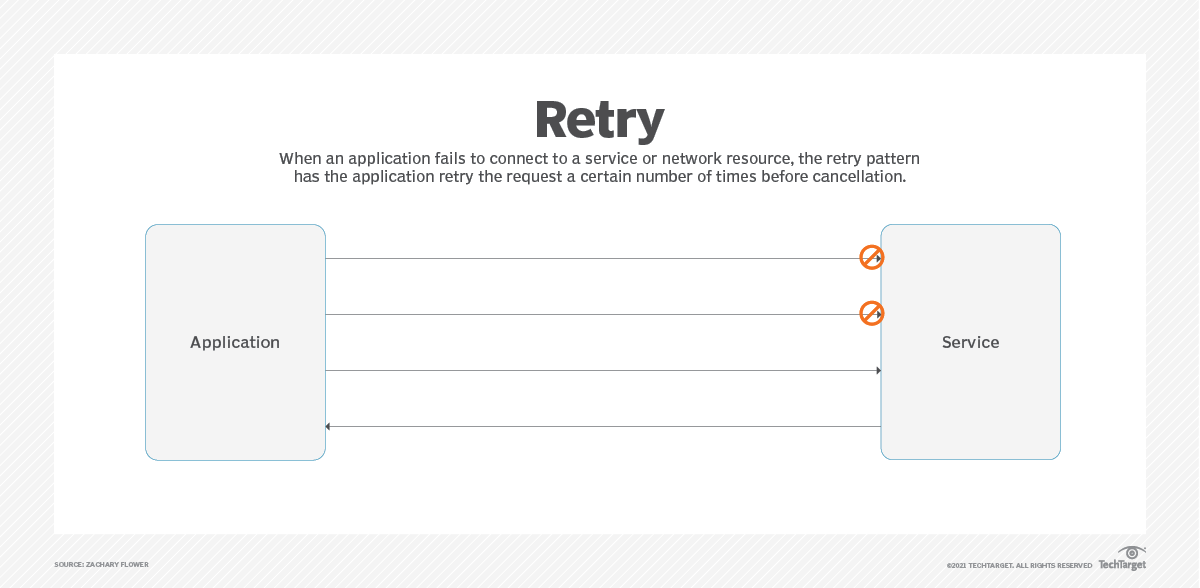 Retry
When an application fails to connect to a service or network resource, the retry pattern
has the application retry the request a certain number of times before cancellation.
Application
Service
SOURCE: ZACHARY FLOWER
©2021 TECHTARGET. ALL RIGHTS RESERVED
TechTarget